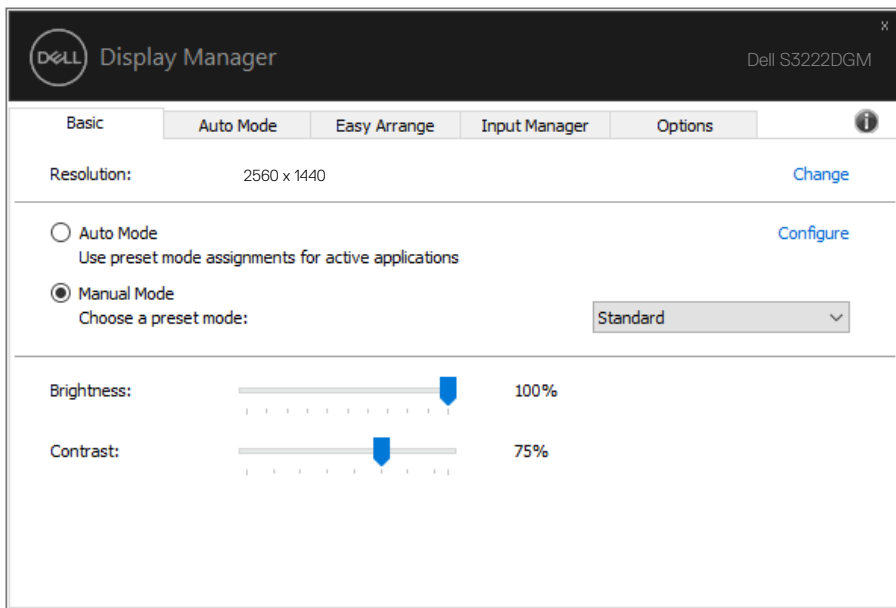 x
DELL Display Manager Dell S3222DGM
Basic Auto Mode Easy Arrange Input Manager Options i
Resolution: 2560 x 1440 Change
Auto Mode Configure
Use preset mode assignments for active applications
Manual Mode
Choose a preset mode: Standard
Brightness: 100%
Contrast: 75%